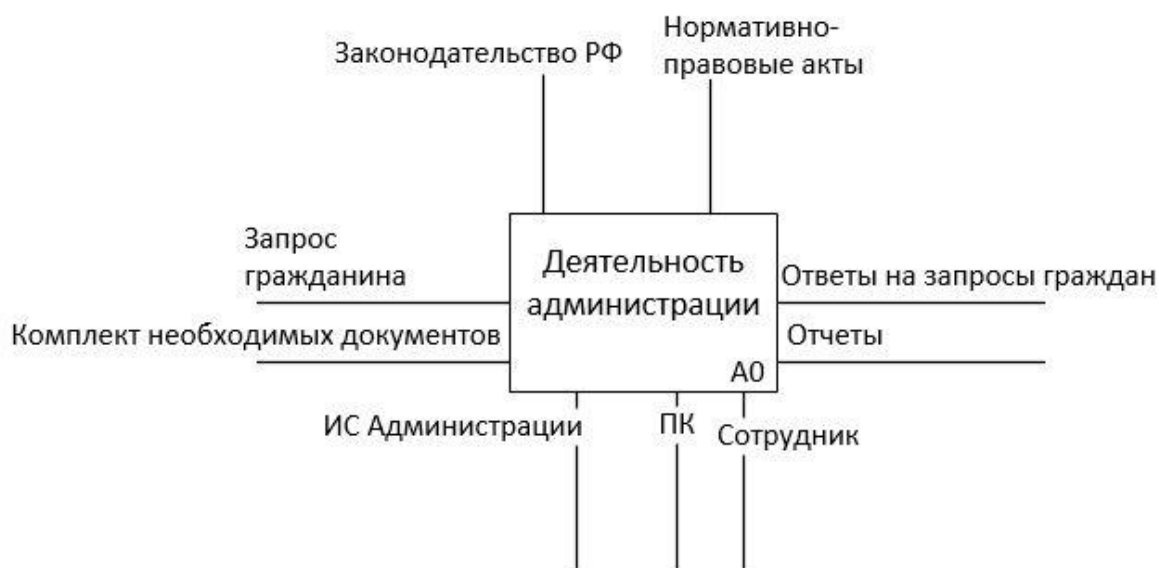 Законодательство РФ
Нормативно-
правовые акты
Запрос
гражданина
Комплект необходимых документов
Деятельность
администрации
А0
Ответы на запросы граждан
Отчеты
ИС Администрации
ПК
Сотрудник